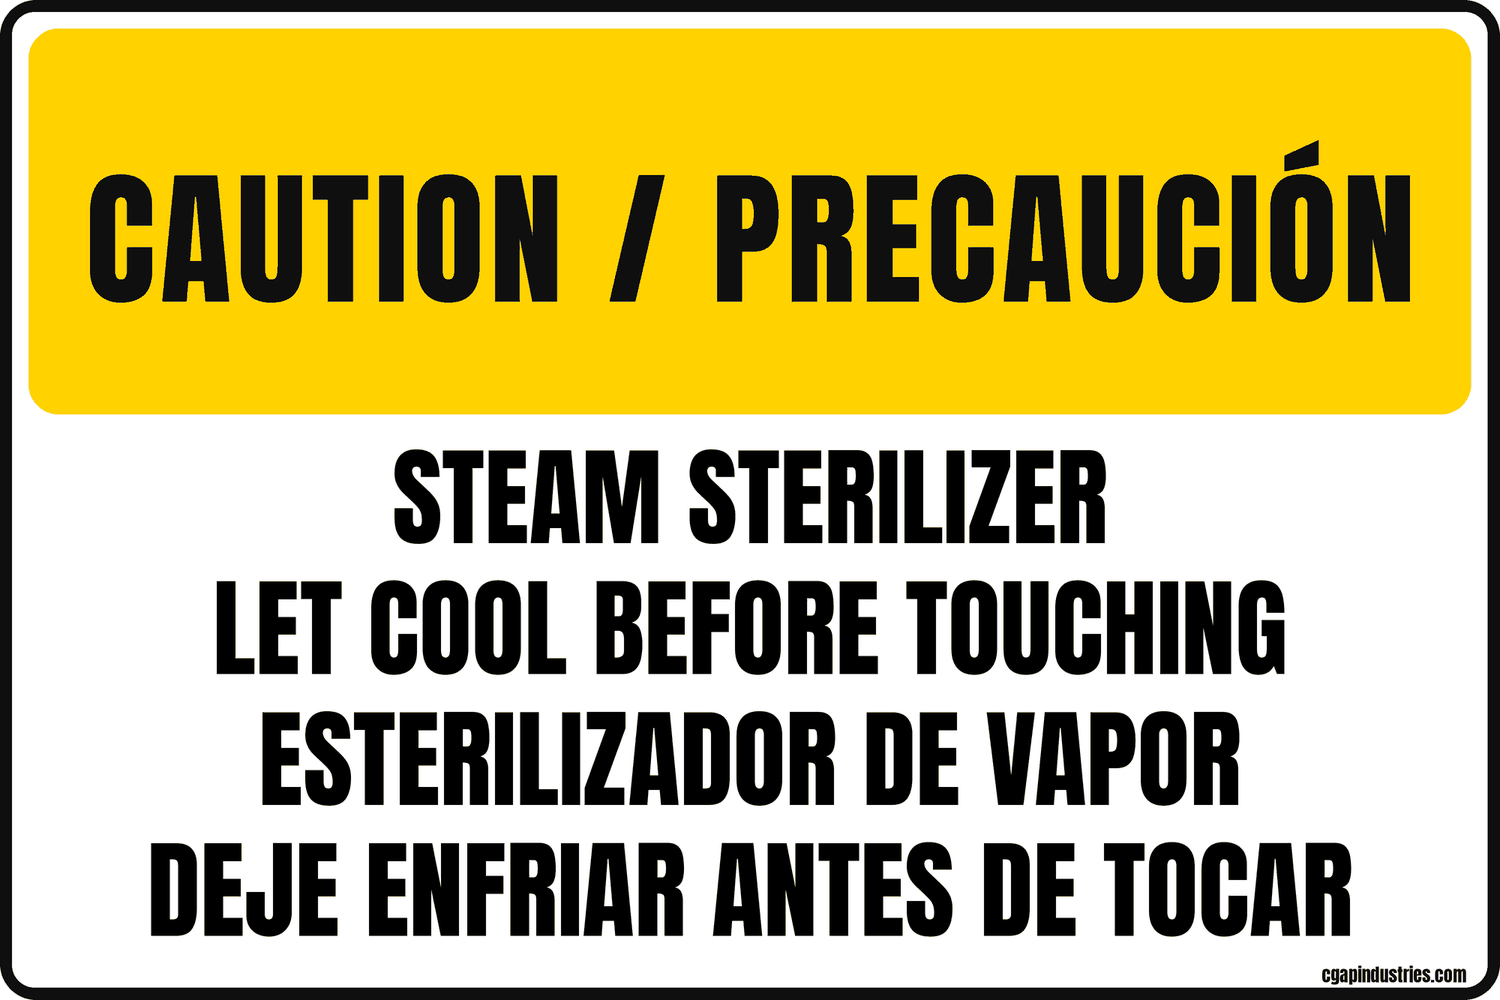 CAUTION / PRECAUCIÓN
STEAM STERILIZER
LET COOL BEFORE TOUCHING
ESTERILIZADOR DE VAPOR
DEJE ENFRIAR ANTES DE TOCAR
cgapindustries.com